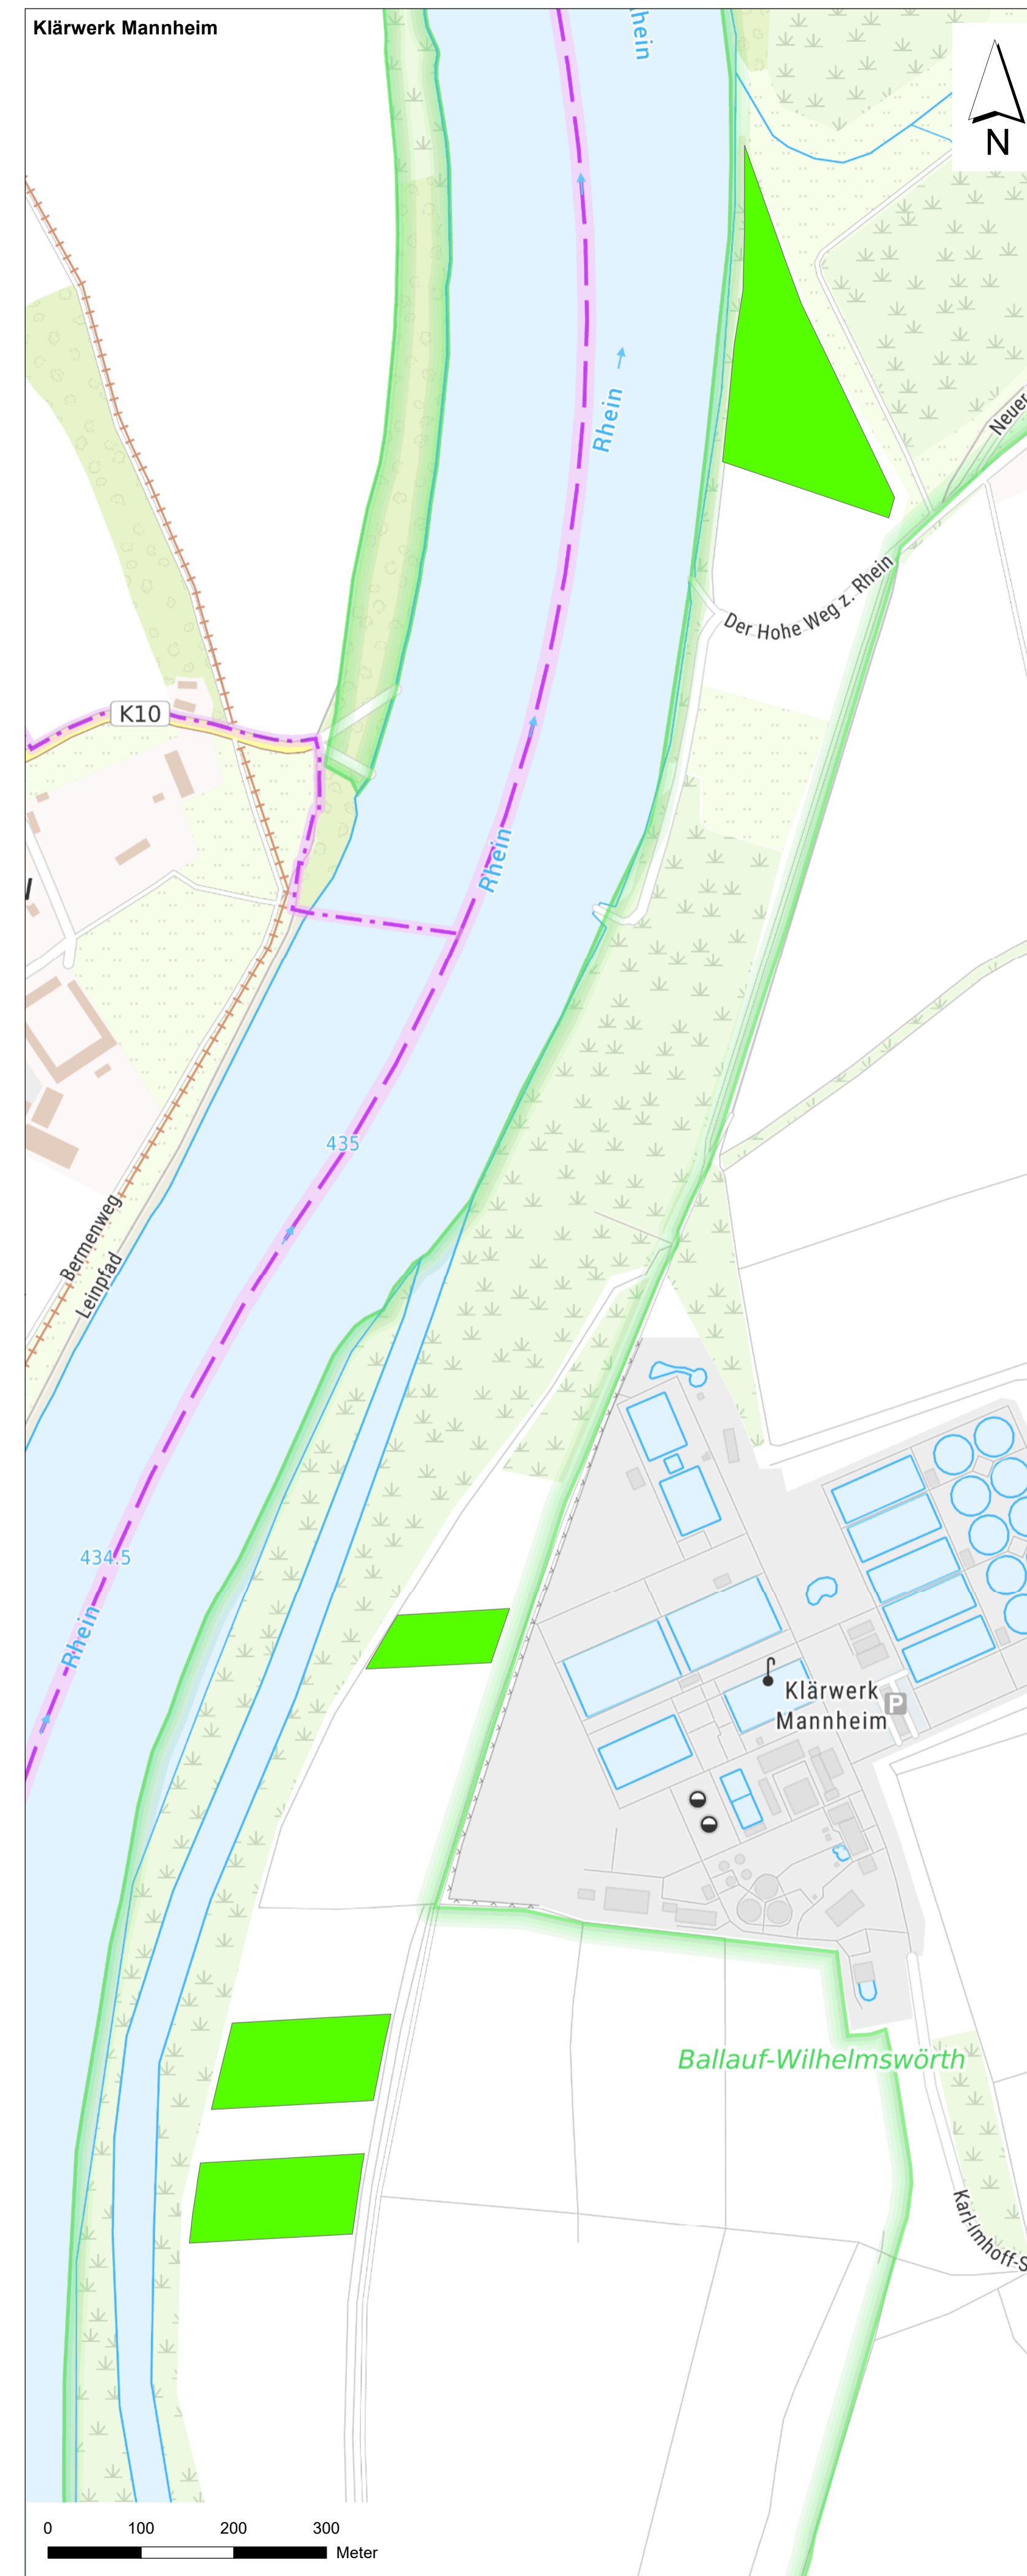 Klärwerk Mannheim
N
Rhein
Neuer
Der Hohe Weg z. Rhein
K10
Rhein
435
Bermenweg
Leinpfad
434.5
Rhein
Klärwerk
Mannheim
P
Ballauf-Wilhelmswörth
Karl-Imhoff-S
0 100 200 300
Meter